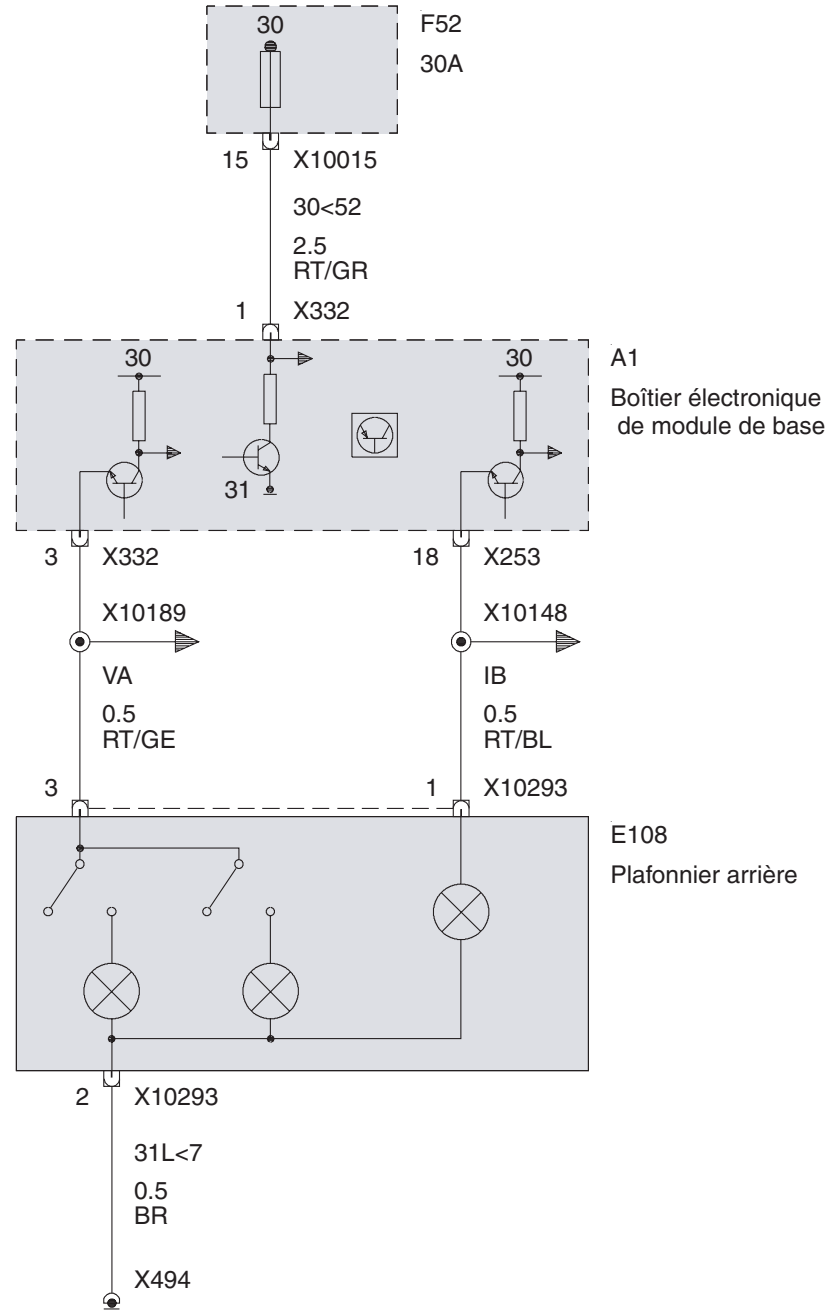 30
F52
30A
15 X10015
30<52
2.5
RT/GR
1 X332
30
30
A1
Boîtier électronique
de module de base
31
3 X332
18 X253
X10189
X10148
VA
IB
0.5
0.5
RT/GE
RT/BL
3
1 X10293
E108
Plafonnier arrière
2 X10293
31L<7
0.5
BR
X494